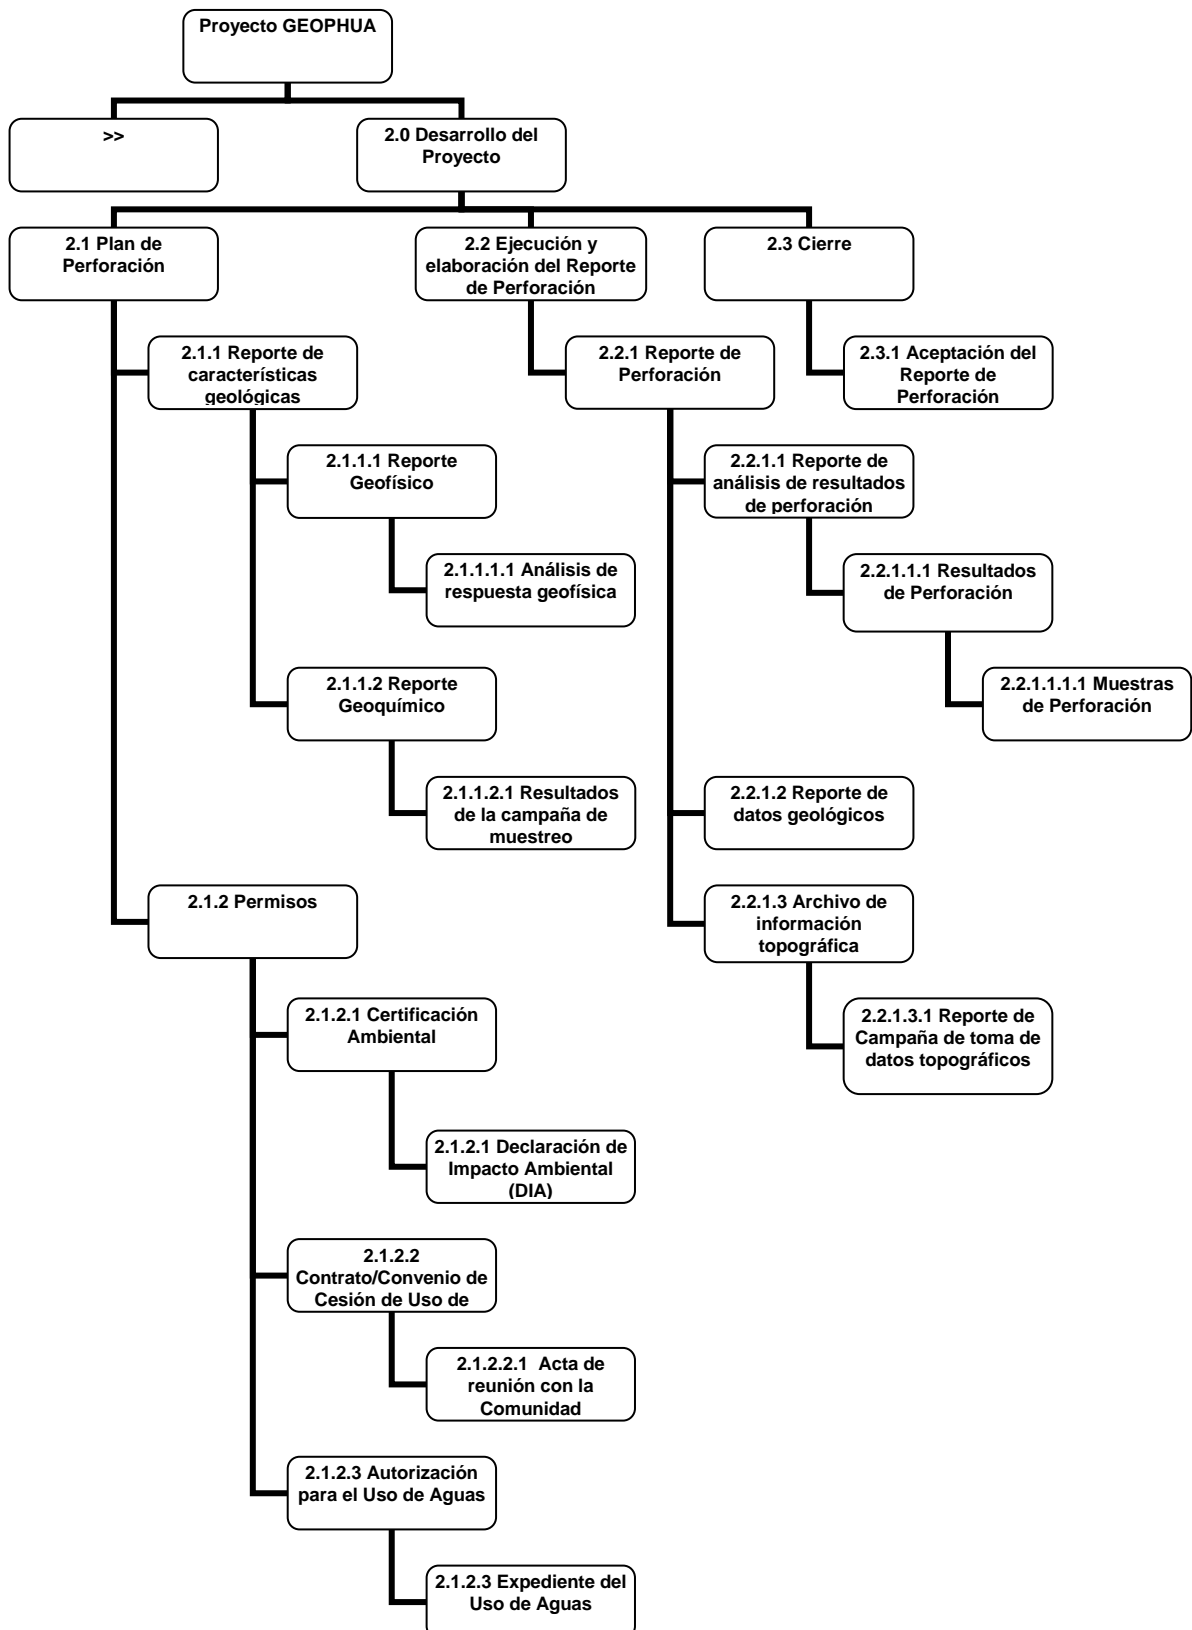 Proyecto GEOPHUA
>>
2.0 Desarrollo del
Proyecto
2.1 Plan de
Perforación
2.2 Ejecución y
elaboración del Reporte
de Perforación
2.3 Cierre
2.1.1 Reporte de
características
geológicas
2.2.1 Reporte de
Perforación
2.3.1 Aceptación del
Reporte de
Perforación
2.1.1.1 Reporte
Geofísico
2.2.1.1 Reporte de
análisis de resultados
de perforación
2.1.1.1.1 Análisis de
respuesta geofísica
2.2.1.1.1 Resultados
de Perforación
2.1.1.2 Reporte
Geoquímico
2.2.1.1.1.1 Muestras
de Perforación
2.1.1.2.1 Resultados
de la campaña de
muestreo
2.2.1.2 Reporte de
datos geológicos
2.1.2 Permisos
2.2.1.3 Archivo de
información
topográfica
2.1.2.1 Certificación
Ambiental
2.2.1.3.1 Reporte de
Campaña de toma de
datos topográficos
2.1.2.1 Declaración de
Impacto Ambiental
(DIA)
2.1.2.2
Contrato/Convenio de
Cesión de Uso de
2.1.2.2.1 Acta de
reunión con la
Comunidad
2.1.2.3 Autorización
para el Uso de Aguas
2.1.2.3 Expediente del
Uso de Aguas